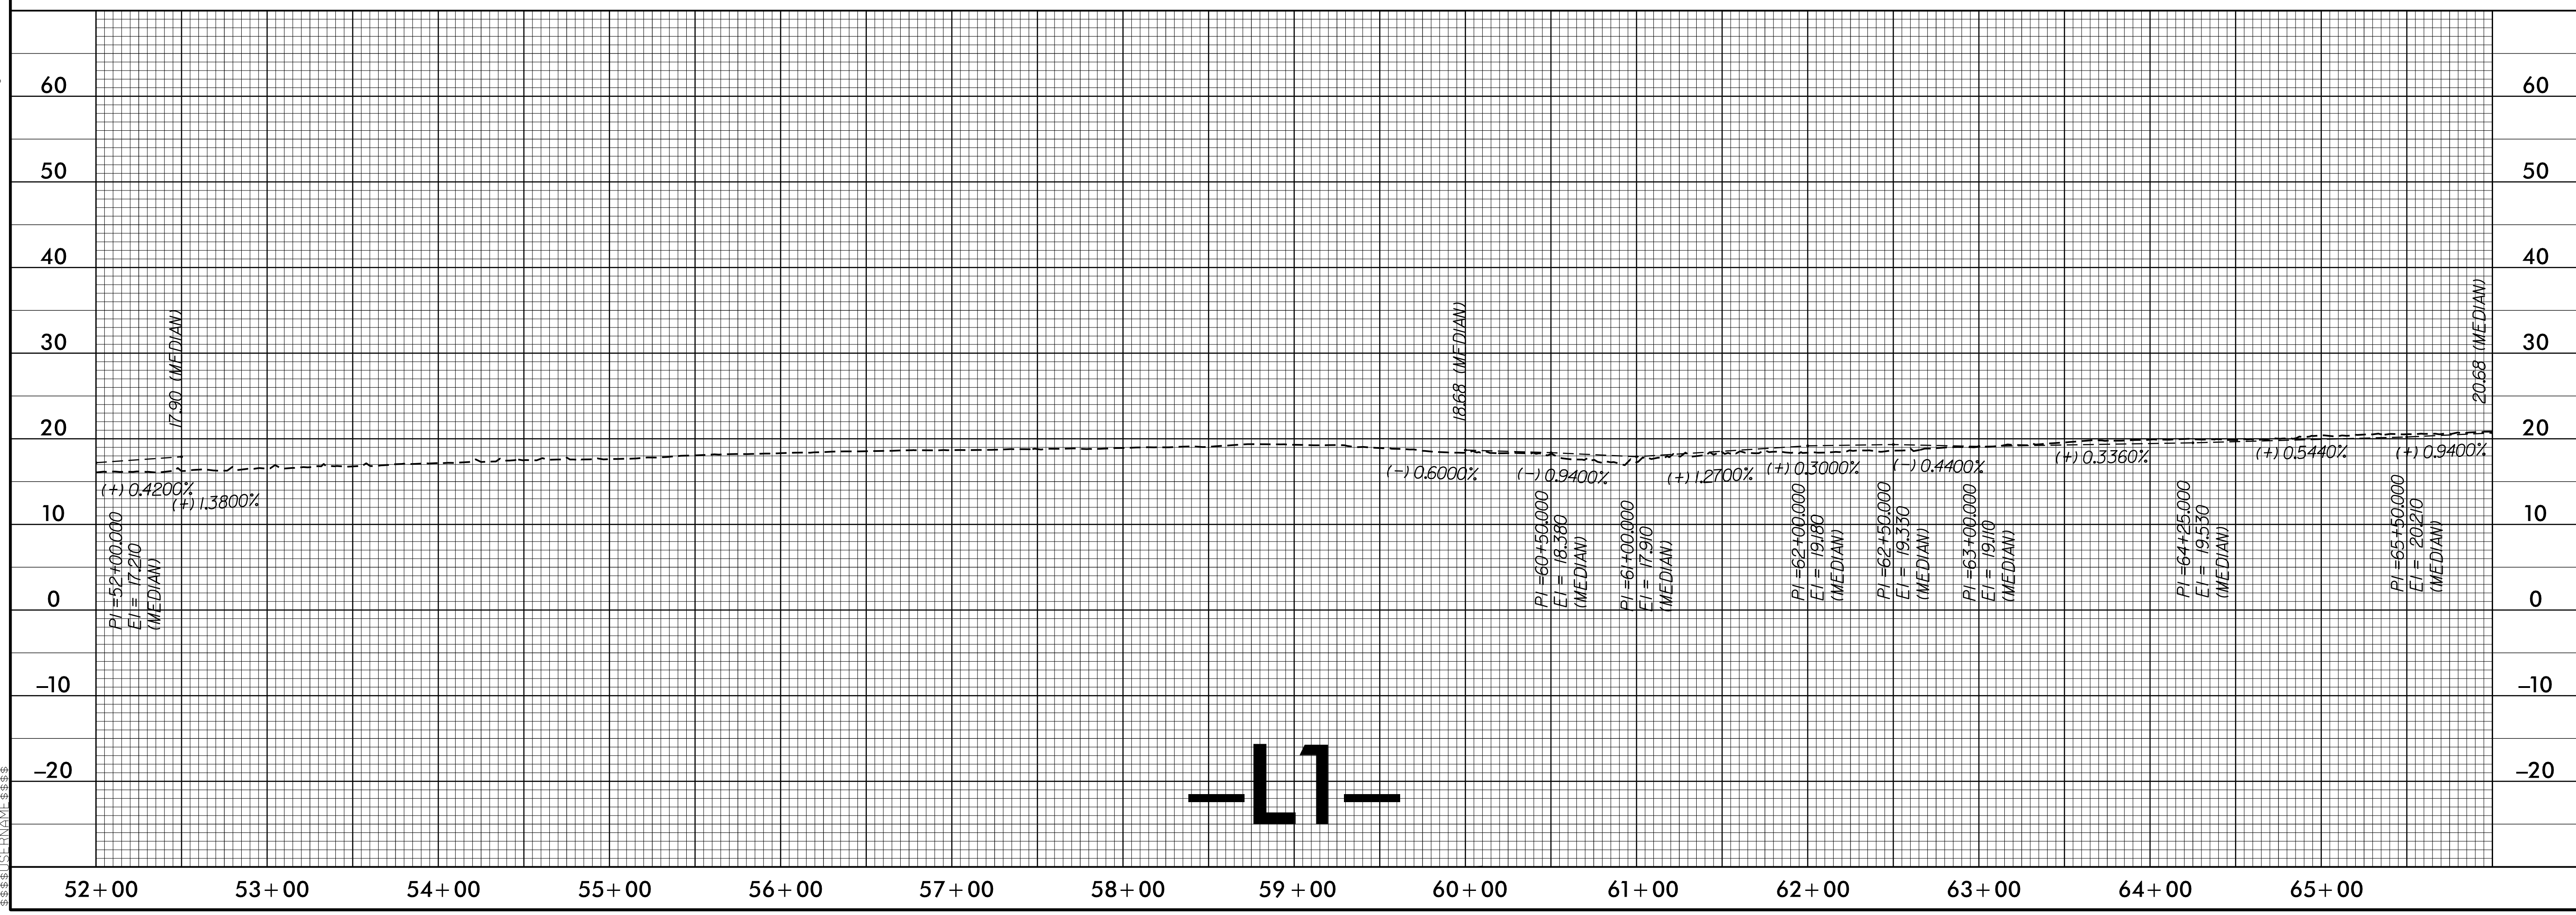 60
60
50
50
40
40
30
30
20
20
10
10
0
0
–10
–10
–20
–20
17.90 (MEDIAN)
18.68 (MEDIAN)
20.68 (MEDIAN)
(+) 0.4200%
(+) 1.3800%
(–) 0.6000%
(–) 0.9400%
(+) 1.2700%
(+) 0.3000%
(–) 0.4400%
(+) 0.3360%
(+) 0.5440%
(+) 0.9400%
PI =52+00.000
EI = 17.210
(MEDIAN)
PI =60+50.000
EI = 18.380
(MEDIAN)
PI =61+00.000
EI = 17.910
(MEDIAN)
PI =62+00.000
EI = 19.180
(MEDIAN)
PI =62+50.000
EI = 19.330
(MEDIAN)
PI =63+00.000
EI = 19.110
(MEDIAN)
PI =64+25.000
EI = 19.530
(MEDIAN)
PI =65+50.000
EI = 20.210
(MEDIAN)
–L1–
52+00 53+00 54+00 55+00 56+00 57+00 58+00 59+00 60+00 61+00 62+00 63+00 64+00 65+00
$$$$USERNAME$$$$